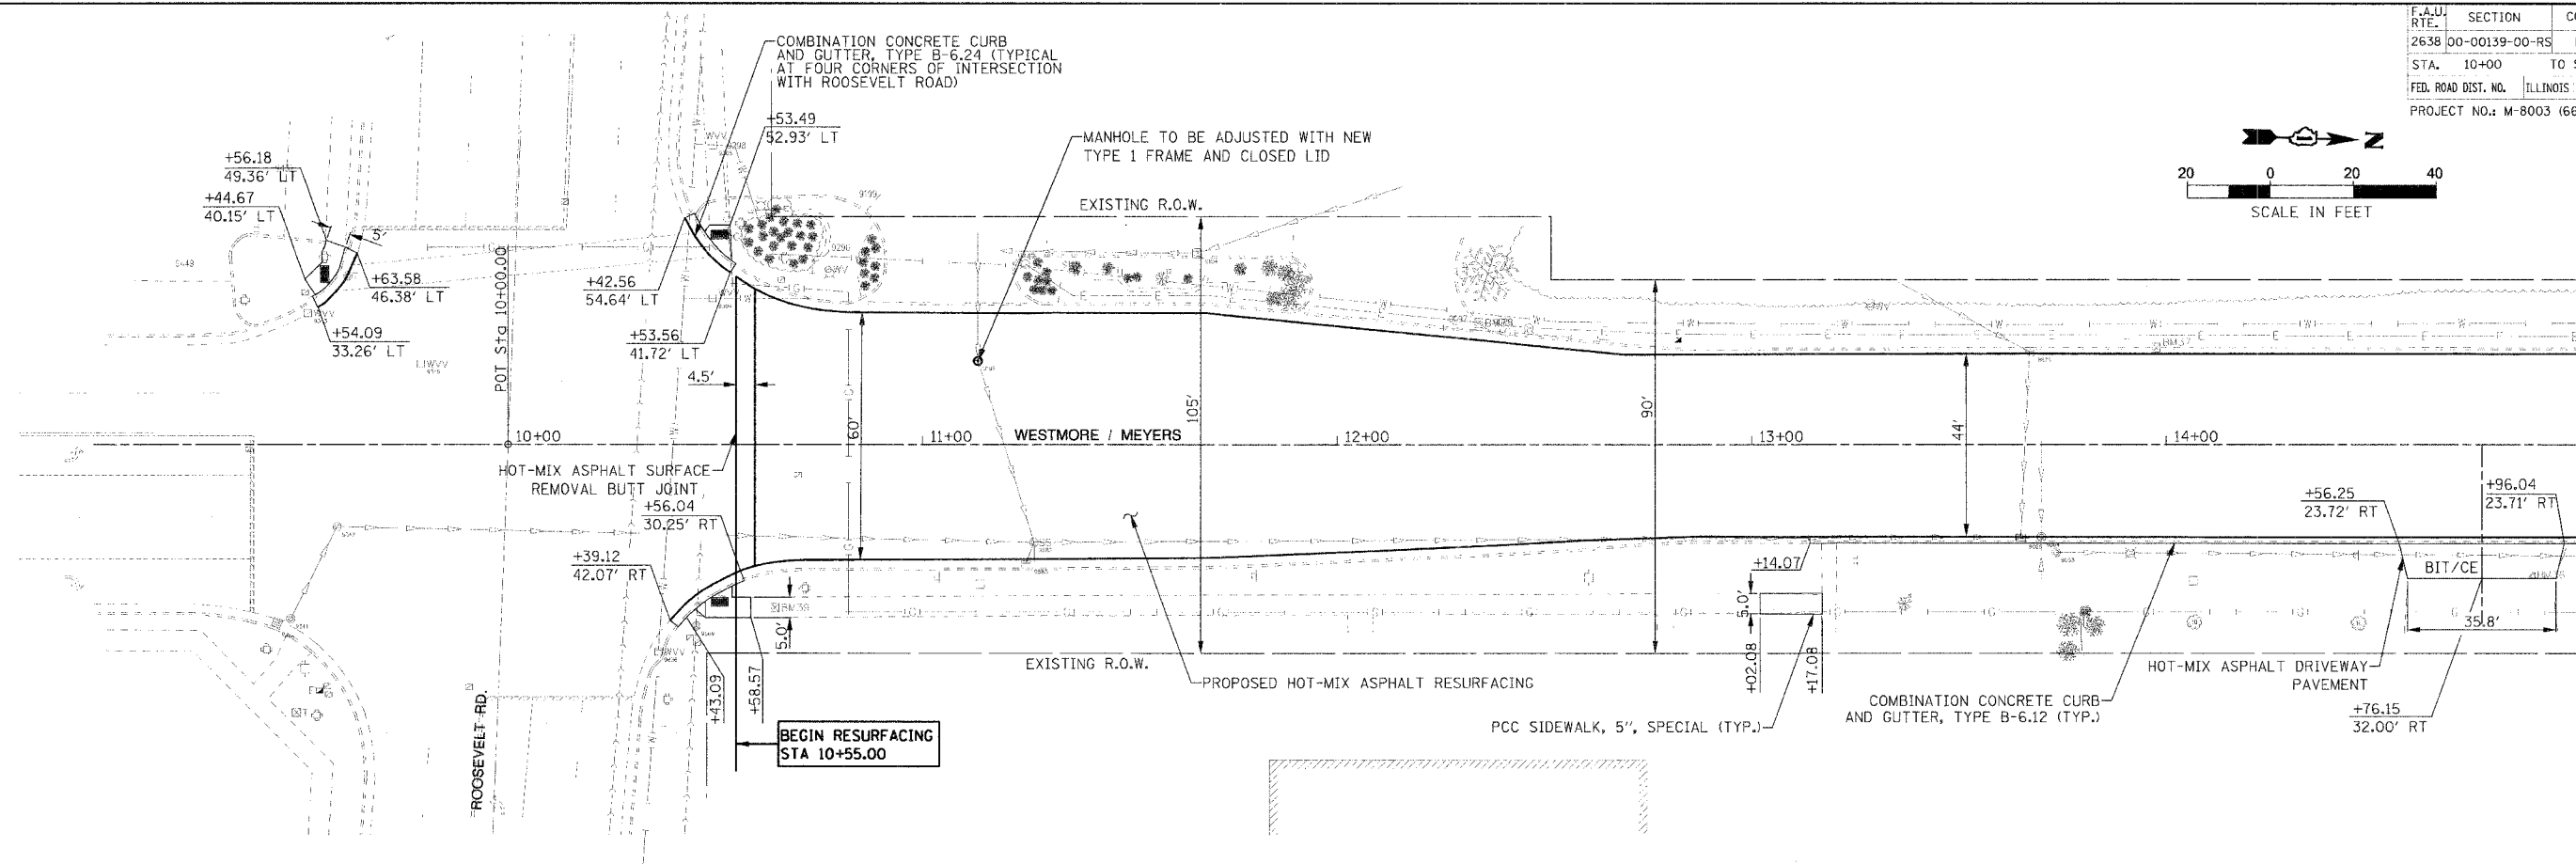 F.A.U. RTE.
SECTION
2638
00-00139-00-RS
STA. 10+00 TO
FED. ROAD DIST. NO.
ILLINOIS
PROJECT NO.: M-8003 (66
N
20 0 20 40
SCALE IN FEET
COMBINATION CONCRETE CURB
AND GUTTER, TYPE B-6.24 (TYPICAL
AT FOUR CORNERS OF INTERSECTION
WITH ROOSEVELT ROAD)
+53.49
52.93' LT
MANHOLE TO BE ADJUSTED WITH NEW
TYPE 1 FRAME AND CLOSED LID
+56.18
49.36' LT
+44.67
40.15' LT
5'
+63.58
46.38' LT
+54.09
33.26' LT
POT Sta 10+00.00
+42.56
54.64' LT
+53.56
41.72' LT
4.5'
EXISTING R.O.W.
60'
105'
90'
44'
10+00
11+00
WESTMORE / MEYERS
12+00
13+00
14+00
HOT-MIX ASPHALT SURFACE
REMOVAL BUTT JOINT
+56.04
30.25' RT
+39.12
42.07' RT
BM38
5.0'
+43.09
+58.57
EXISTING R.O.W.
PROPOSED HOT-MIX ASPHALT RESURFACING
BEGIN RESURFACING
STA 10+55.00
ROOSEVELT RD.
+14.07
5.0'
+02.08
+17.08
PCC SIDEWALK, 5", SPECIAL (TYP.)
COMBINATION CONCRETE CURB
AND GUTTER, TYPE B-6.12 (TYP.)
HOT-MIX ASPHALT DRIVEWAY
PAVEMENT
+56.25
23.72' RT
+96.04
23.71' RT
BIT/CE
35.8'
+76.15
32.00' RT
BM37